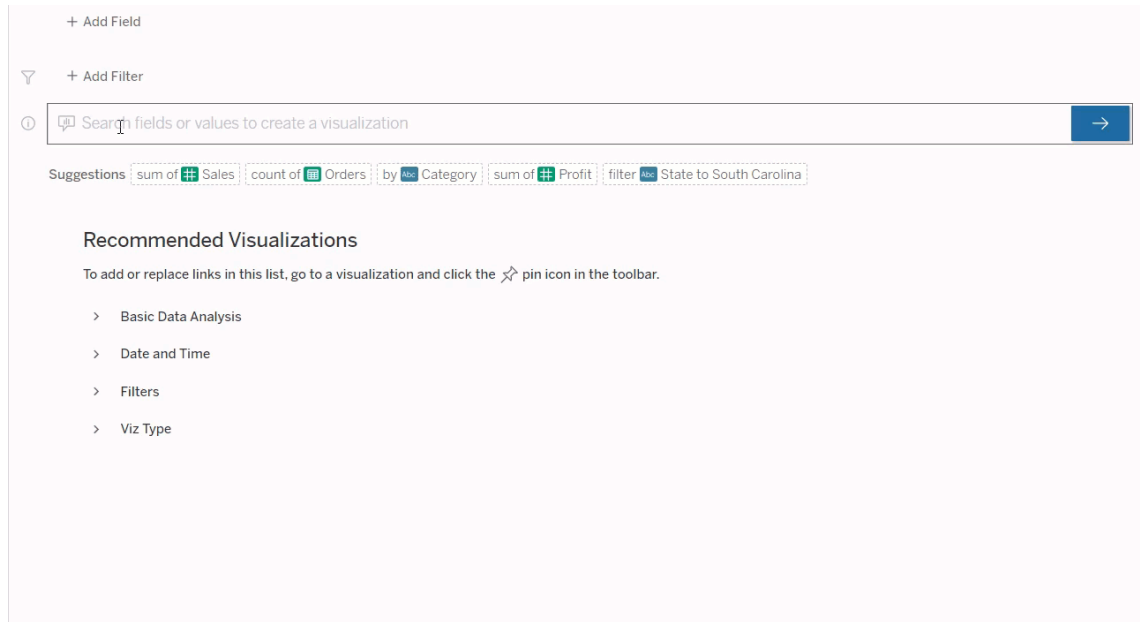 + Add Field
+ Add Filter
Search fields or values to create a visualization
Suggestions sum of Sales count of Orders by Abc Category sum of Profit filter Abc State to South Carolina
Recommended Visualizations
To add or replace links in this list, go to a visualization and click the pin icon in the toolbar.
Basic Data Analysis
Date and Time
Filters
Viz Type